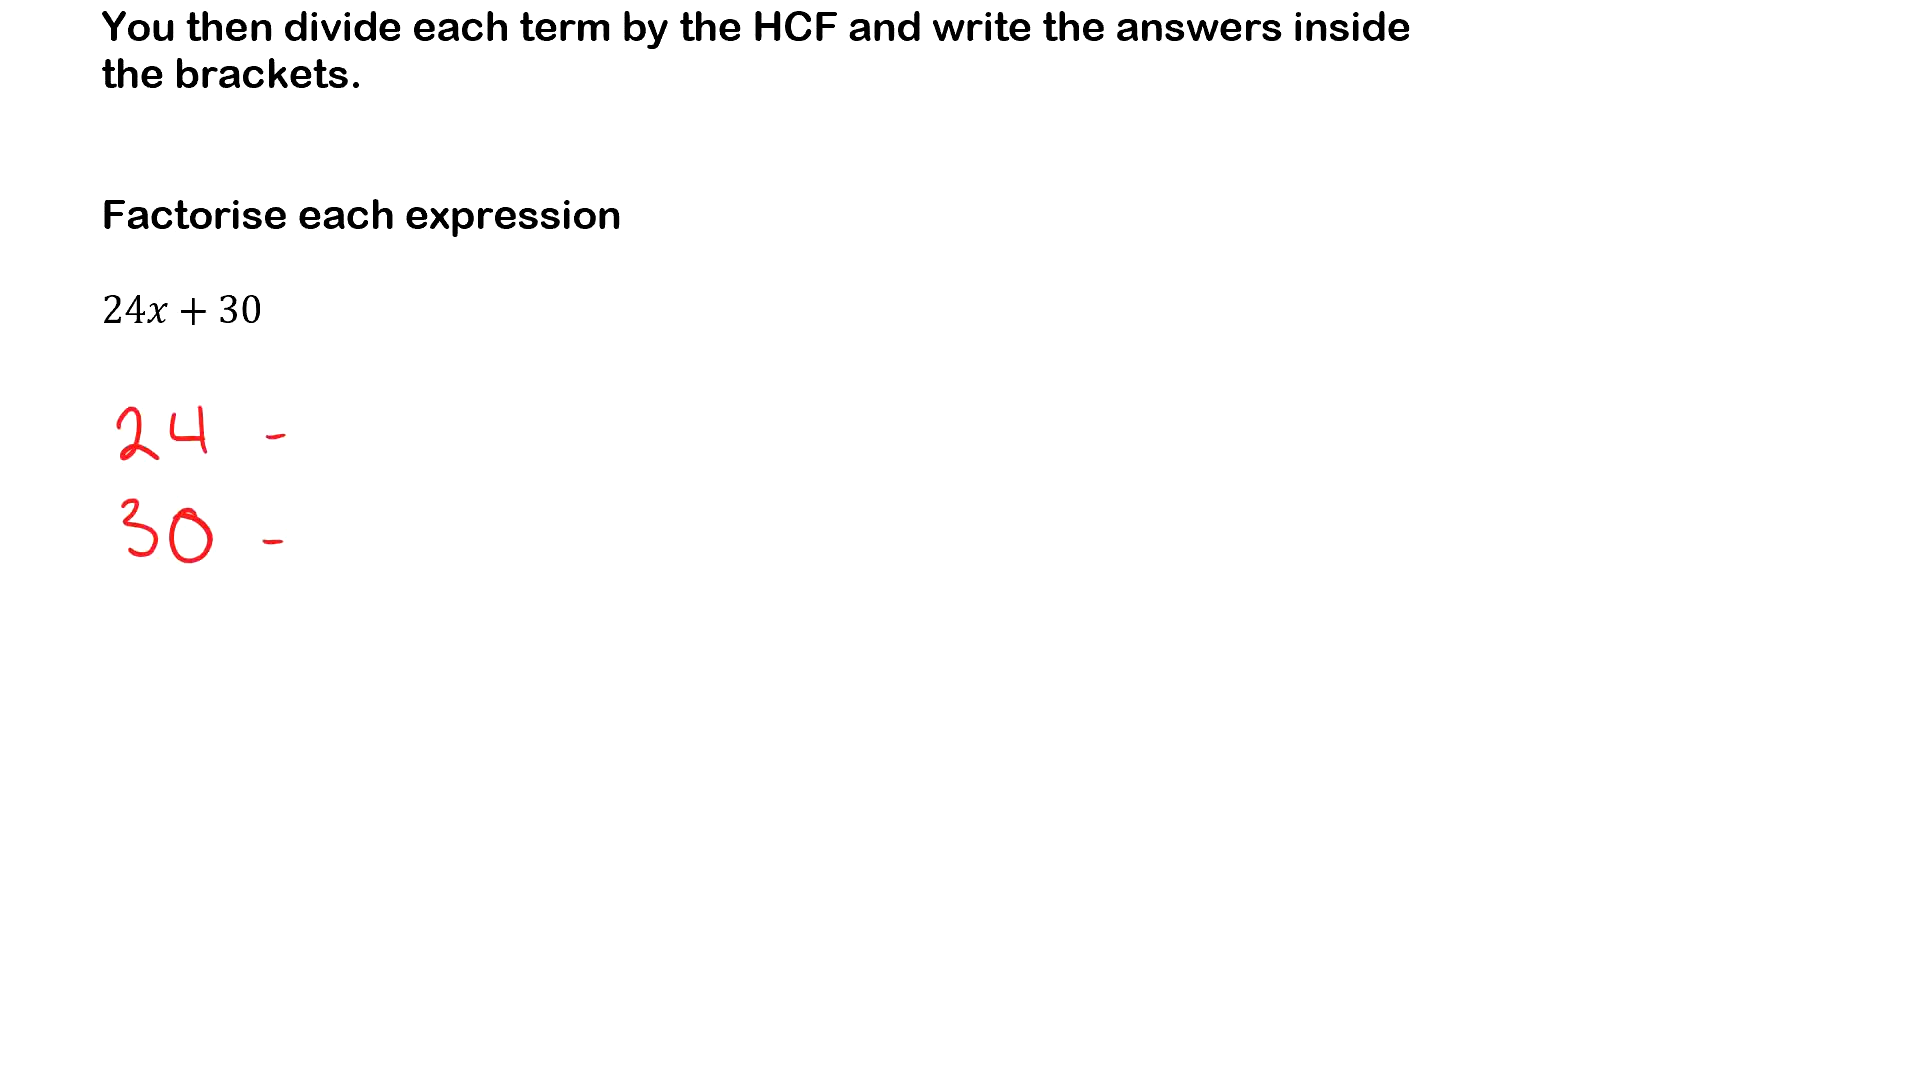 You then divide each term by the HCF and write the answers inside
the brackets.
Factorise each expression
24x + 30
24 -
30 -